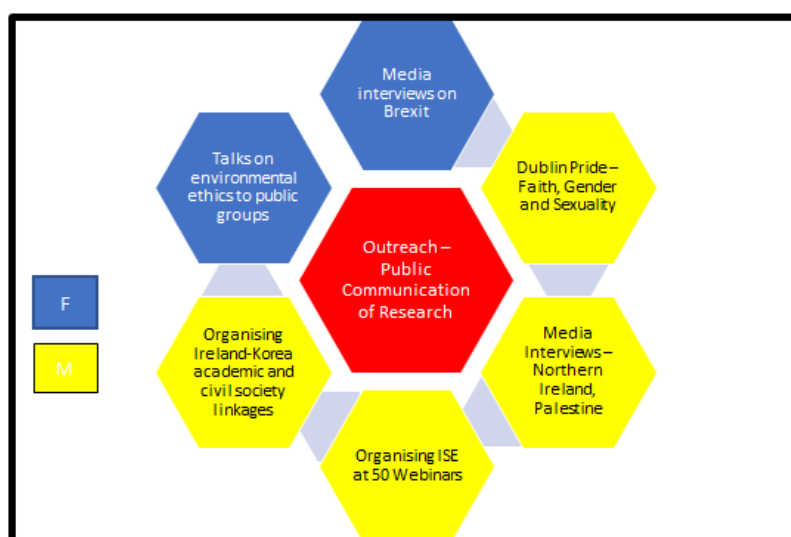 Media
interviews on
Brexit
Talks on
environmental
ethics to public
groups
Dublin Pride –
Faith, Gender
and Sexuality
Outreach –
Public
Communication
of Research
F
M
Organising
Ireland-Korea
academic and
civil society
linkages
Media
Interviews –
Northern
Ireland,
Palestine
Organising ISE
at 50 Webinars